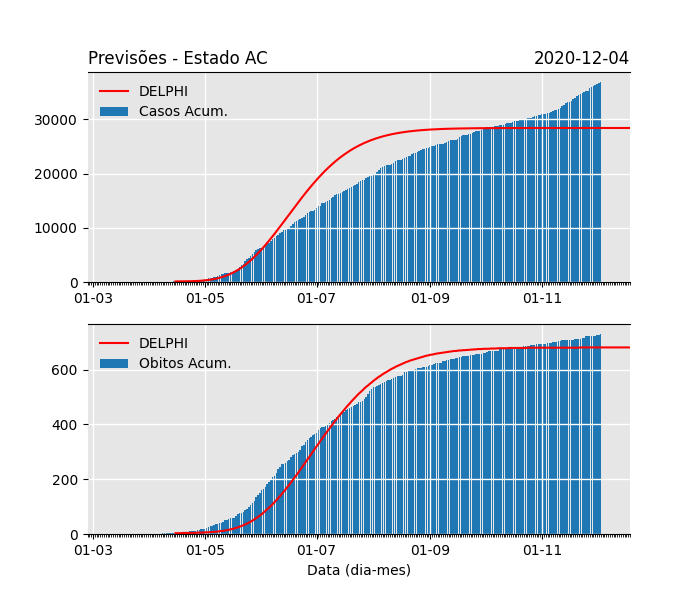 Previsões - Estado AC 2020-12-04
DELPHI
Casos Acum.
30000
20000
10000
0
01-03 01-05 01-07 01-09 01-11
DELPHI
Obitos Acum.
600
400
200
0
01-03 01-05 01-07 01-09 01-11
Data (dia-mes)